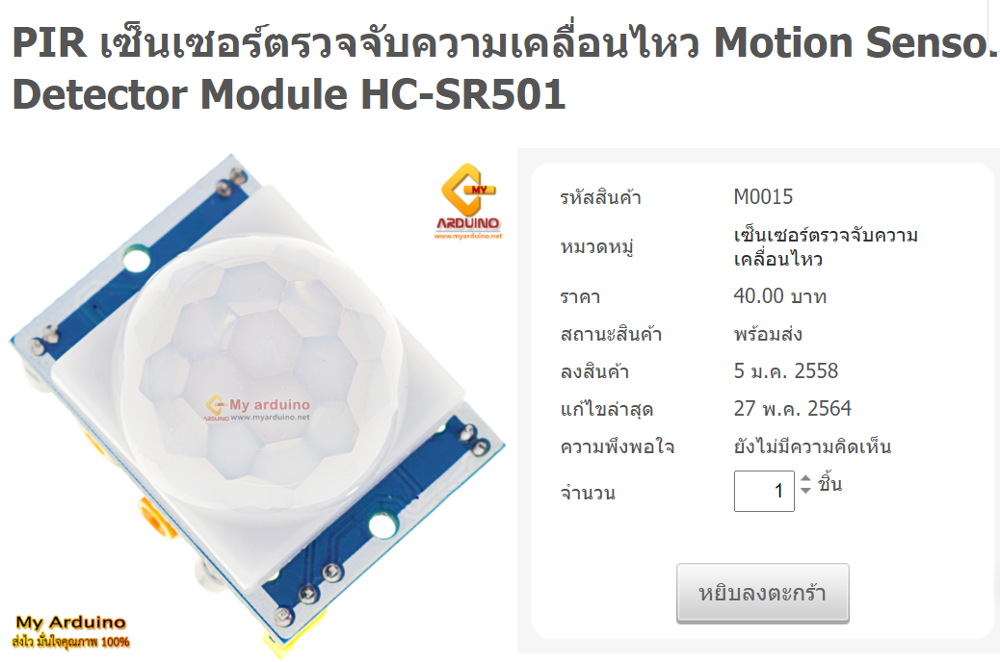 PIR เซ็นเซอร์ตรวจจับความเคลื่อนไหว Motion Sensor
Detector Module HC-SR501
MY
ARDUINO
www.myarduino.net
My arduino
ARDUINO www.myarduino.net
My Arduino
ส่งไว มั่นใจคุณภาพ 100%
รหัสสินค้า M0015
หมวดหมู่ เซ็นเซอร์ตรวจจับความ
เคลื่อนไหว
ราคา 40.00 บาท
สถานะสินค้า พร้อมส่ง
ลงสินค้า 5 ม.ค. 2558
แก้ไขล่าสุด 27 พ.ค. 2564
ความพึงพอใจ ยังไม่มีความคิดเห็น
จำนวน 1 ชิ้น
หยิบลงตะกร้า